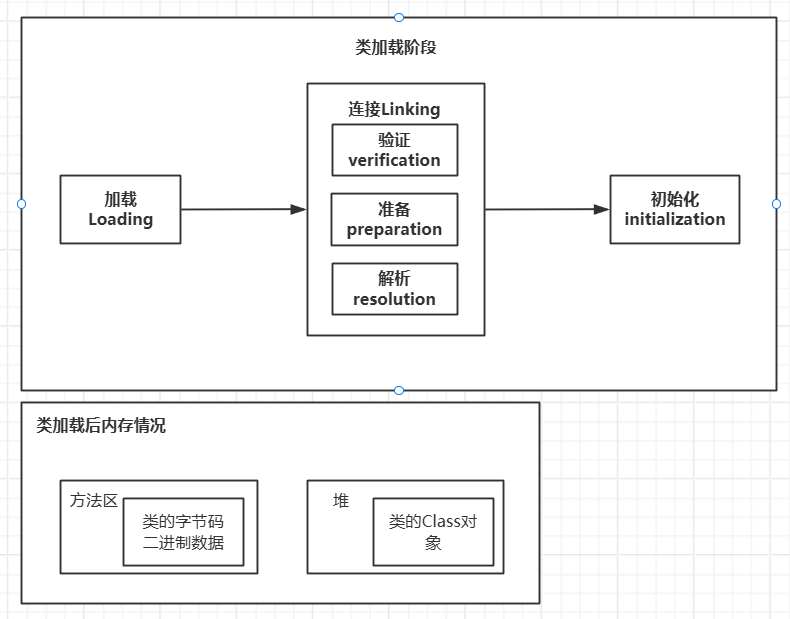 类加载阶段
加载
Loading
连接Linking
验证
verification
准备
preparation
解析
resolution
初始化
initialization
类加载后内存情况
方法区
类的字节码
二进制数据
堆
类的Class对
象